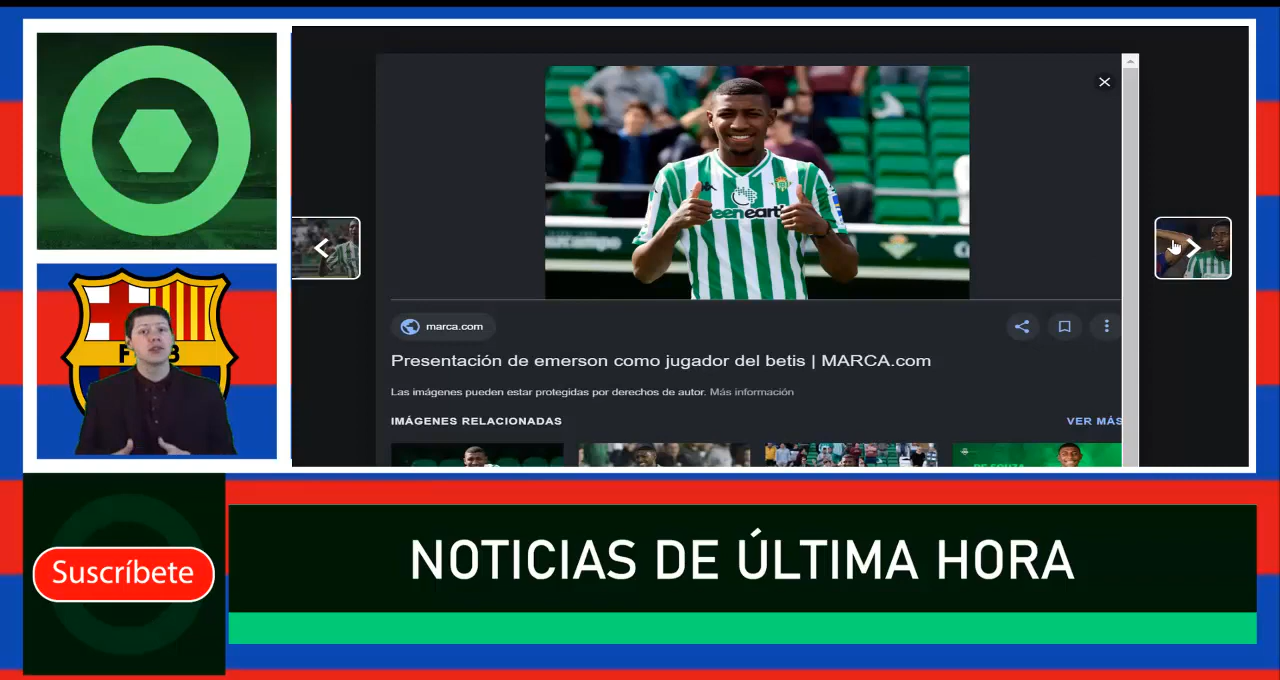 greenearth
marca.com
Presentación de emerson como jugador del betis | MARCA.com
Las imágenes pueden estar protegidas por derechos de autor. Más información
IMÁGENES RELACIONADAS
VER MÁS
F B
Suscríbete
NOTICIAS DE ÚLTIMA HORA